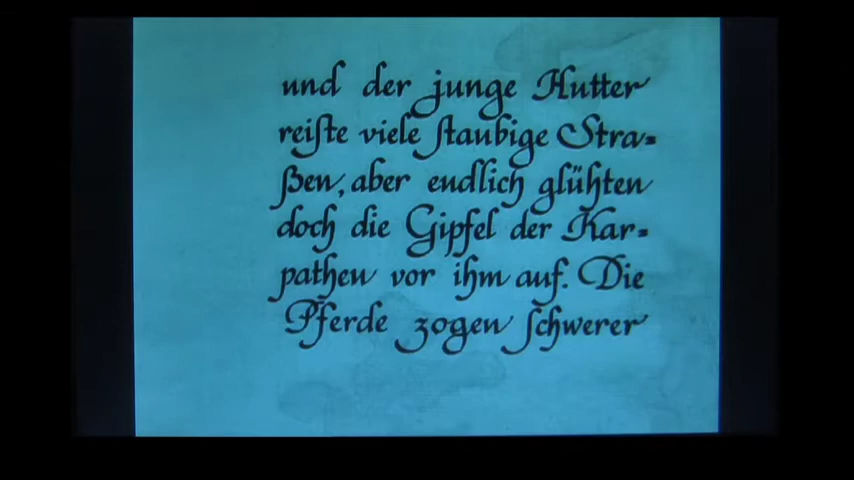 und der junge Hutter
reiſte viele ſtaubige Stra=
ßen, aber endlich glühten
doch die Gipfel der Kar=
pathen vor ihm auf. Die
Pferde zogen ſchwerer